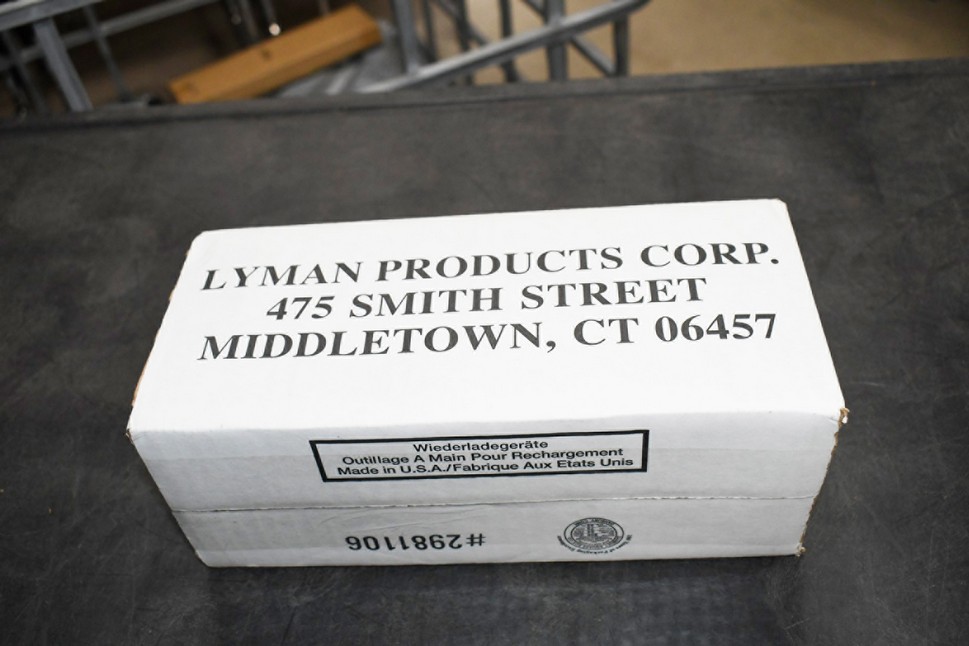 LYMAN PRODUCTS CORP.
475 SMITH STREET
MIDDLETOWN, CT 06457
Wiederladegeräte
Outillage A Main Pour Rechargement
Made in U.S.A./Fabrique Aux Etats Unis
#2981106